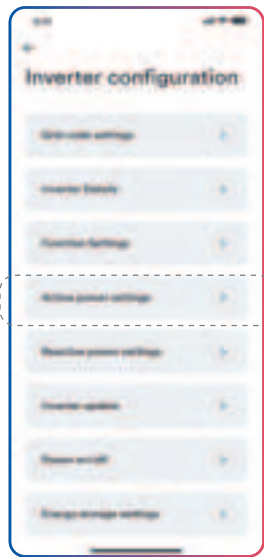 Inverter configuration
Grid code settings
Inverter Details
Function Settings
Active power settings
Reactive power settings
Inverter update
Power on/off
Energy storage settings